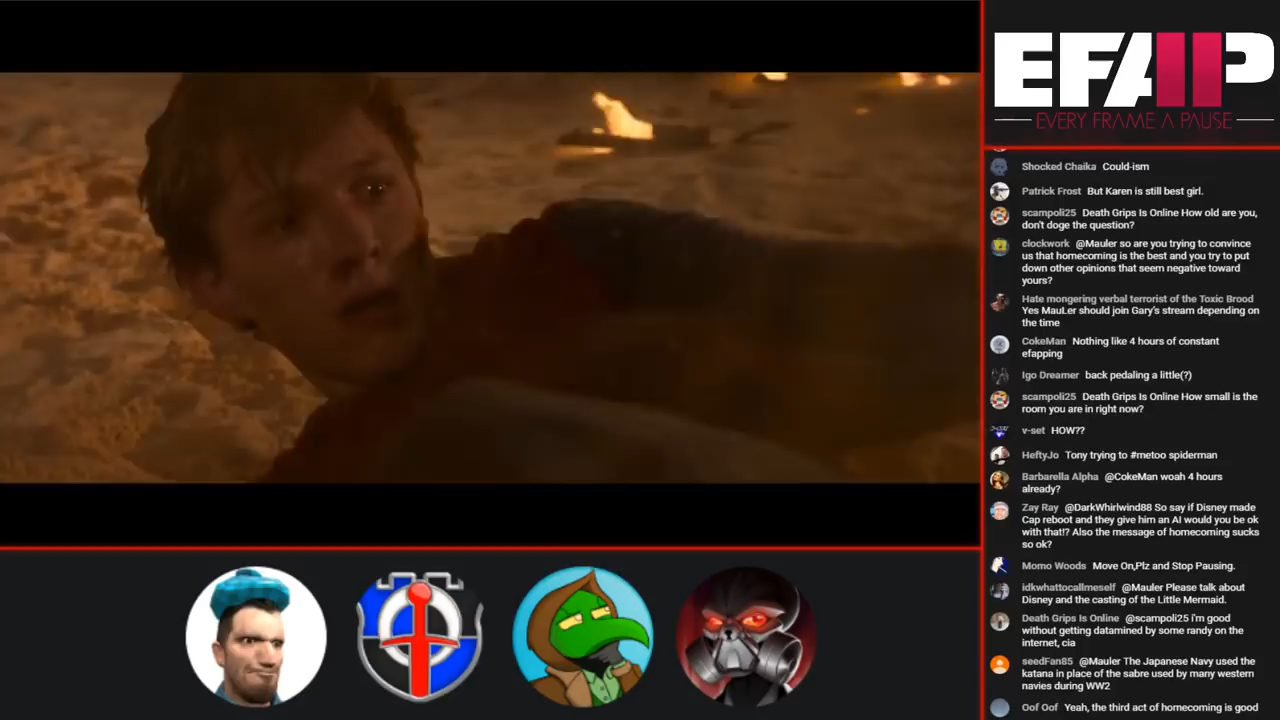 EFAP
EVERY FRAME A PAUSE
Shocked Chaika Could-ism
Patrick Frost But Karen is still best girl.
scampoli25 Death Grips Is Online How old are you,
don't doge the question?
clockwork @Mauler so are you trying to convince
us that homecoming is the best and you try to put
down other opinions that seem negative toward
yours?
Hate mongering verbal terrorist of the Toxic Brood
Yes MauLer should join Gary's stream depending on
the time
CokeMan Nothing like 4 hours of constant
efapping
Igo Dreamer back pedaling a little(?)
scampoli25 Death Grips Is Online How small is the
room you are in right now?
v-set HOW??
HeftyJo Tony trying to #metoo spiderman
Barbarella Alpha @CokeMan woah 4 hours
already?
Zay Ray @DarkWhirlwind88 So say if Disney made
Cap reboot and they give him an AI would you be ok
with that!? Also the message of homecoming sucks
so ok?
Momo Woods Move On,Plz and Stop Pausing.
idkwhattocallmeself @Mauler Please talk about
Disney and the casting of the Little Mermaid.
Death Grips Is Online @scampoli25 i'm good
without getting datamined by some randy on the
internet, cia
seedFan85 @Mauler The Japanese Navy used the
katana in place of the sabre used by many western
navies during WW2
Oof Oof Yeah, the third act of homecoming is good